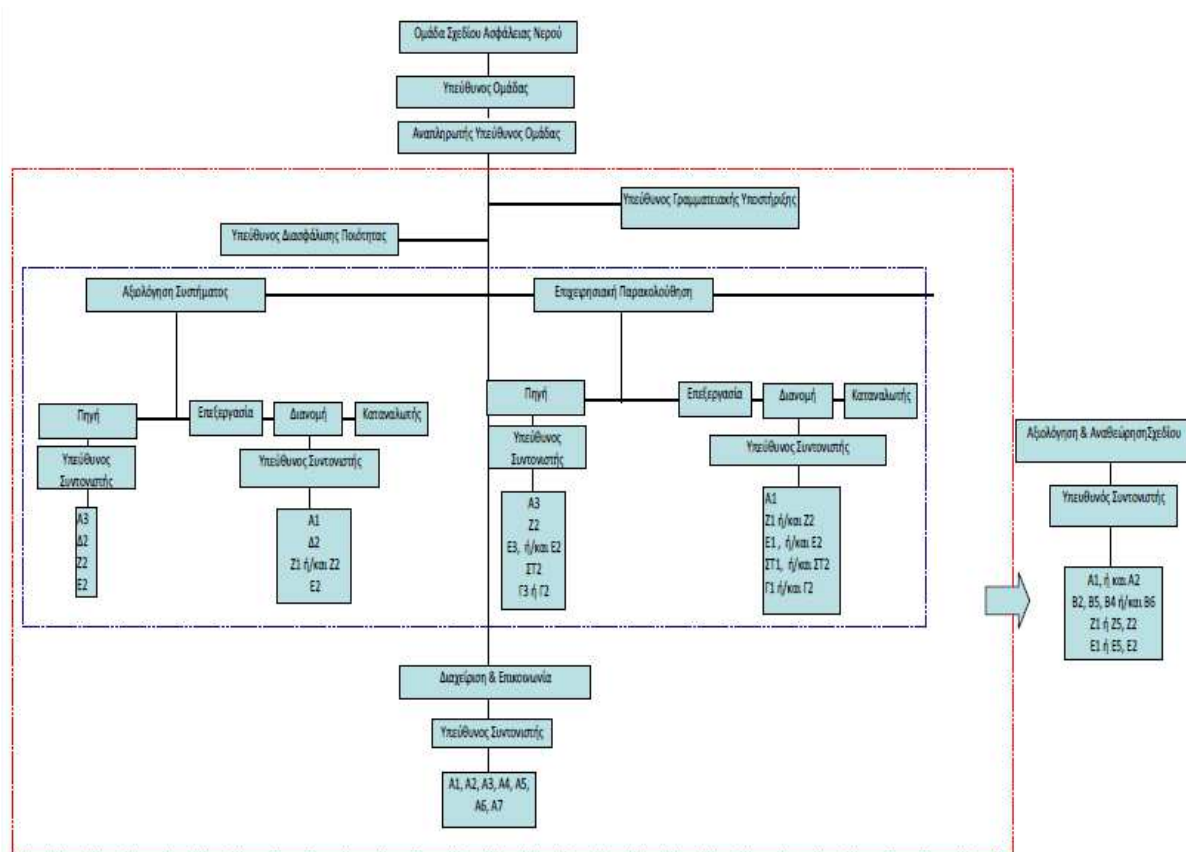 Ομάδα Σχεδίου Ασφάλειας Νερού
Υπεύθυνος Ομάδας
Αναπληρωτής Υπεύθυνος Ομάδας
Υπεύθυνος Γραμματειακής Υποστήριξης
Υπεύθυνος Διασφάλισης Ποιότητας
Αξιολόγηση Συστήματος
Επιχειρησιακή Παρακολούθηση
Πηγή
Επεξεργασία
Διανομή
Καταναλωτής
Υπεύθυνος
Συντονιστής
Υπεύθυνος Συντονιστής
Α3
Δ2
Ζ2
Ε2
Α1
Δ2
Ζ1 ή/και Ζ2
Ε2
Πηγή
Επεξεργασία
Διανομή
Καταναλωτής
Υπεύθυνος
Συντονιστής
Υπεύθυνος Συντονιστής
Α3
Ζ2
Ε3, ή/και Ε2
ΣΤ2
Γ3 ή Γ2
Α1
Ζ1 ή/και Ζ2
Ε1 , ή/και Ε2
ΣΤ1, ή/και ΣΤ2
Γ1 ή/και Γ2
Αξιολόγηση & ΑναθεώρησηΣχεδίου
Υπευθυνός Συντονιστής
Α1, ή και Α2
Β2, Β5, Β4 ή/και Β6
Ζ1 ή Ζ5, Ζ2
Ε1 ή Ε5, Ε2
Διαχείριση & Επικοινωνία
Υπεύθυνος Συντονιστής
Α1, Α2, Α3, Α4, Α5,
Α6, Α7